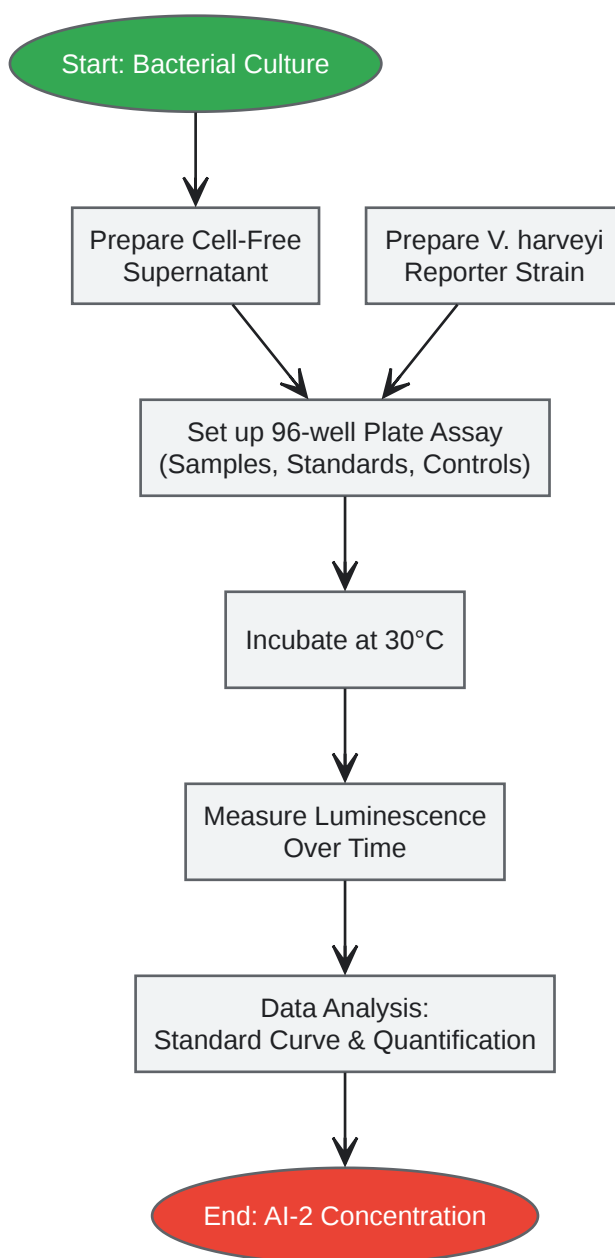 Start: Bacterial Culture
Prepare Cell-Free
Supernatant
Prepare V. harveyi
Reporter Strain
Set up 96-well Plate Assay
(Samples, Standards, Controls)
Incubate at 30°C
Measure Luminescence
Over Time
Data Analysis:
Standard Curve & Quantification
End: AI-2 Concentration